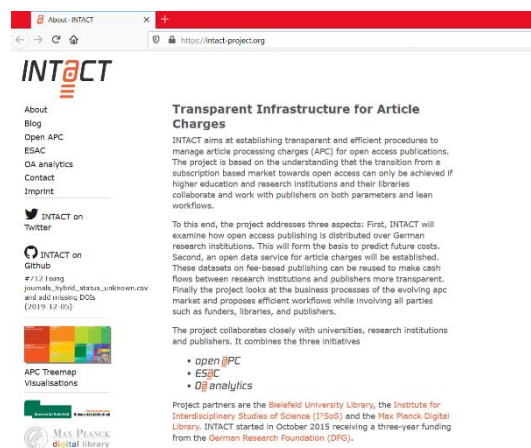 About - INTACT
https://intact-project.org
INTACT
About
Blog
Open APC
ESAC
OA analytics
Contact
Imprint
INTACT on
Twitter
INTACT on
Github
#712 Fixing
journals_hybrid_status_unknown.csv
and add missing DOIs
(2019-12-05)
APC Treemap
Visualisations
MAX PLANCK
digital library
Transparent Infrastructure for Article
Charges
INTACT aims at establishing transparent and efficient procedures to
manage article processing charges (APC) for open access publications.
The project is based on the understanding that the transition from a
subscription based market towards open access can only be achieved if
higher education and research institutions and their libraries
collaborate and work with publishers on both parameters and lean
workflows.
To this end, the project addresses three aspects: First, INTACT will
examine how open access publishing is distributed over German
research institutions. This will form the basis to predict future costs.
Second, an open data service for article charges will be established.
These datasets on fee-based publishing can be reused to make cash
flows between research institutions and publishers more transparent.
Finally the project looks at the business processes of the evolving apc
market and proposes efficient workflows while involving all parties
such as funders, libraries, and publishers.
The project collaborates closely with universities, research institutions
and publishers. It combines the three initiatives
• open APC
• ESAC
• OA analytics
Project partners are the Bielefeld University Library, the Institute for
Interdisciplinary Studies of Science (I²SoS) and the Max Planck Digital
Library. INTACT started in October 2015 receiving a three-year funding
from the German Research Foundation (DFG).